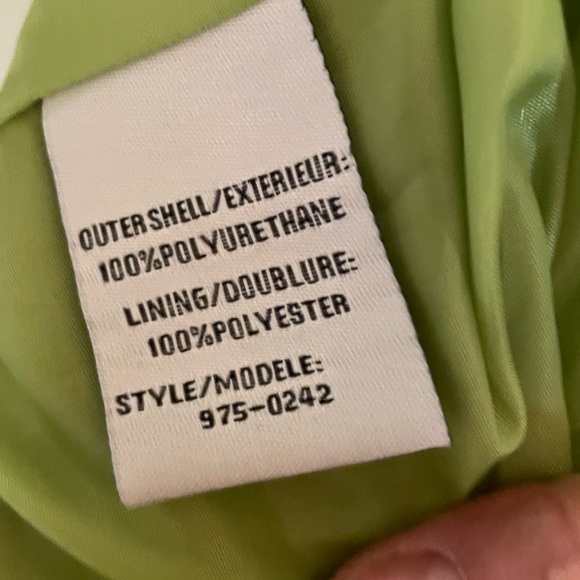 OUTER SHELL/EXTERIEUR:
100%POLYURETHANE
LINING/DOUBLURE:
100%POLYESTER
STYLE/MODELE:
975-0242